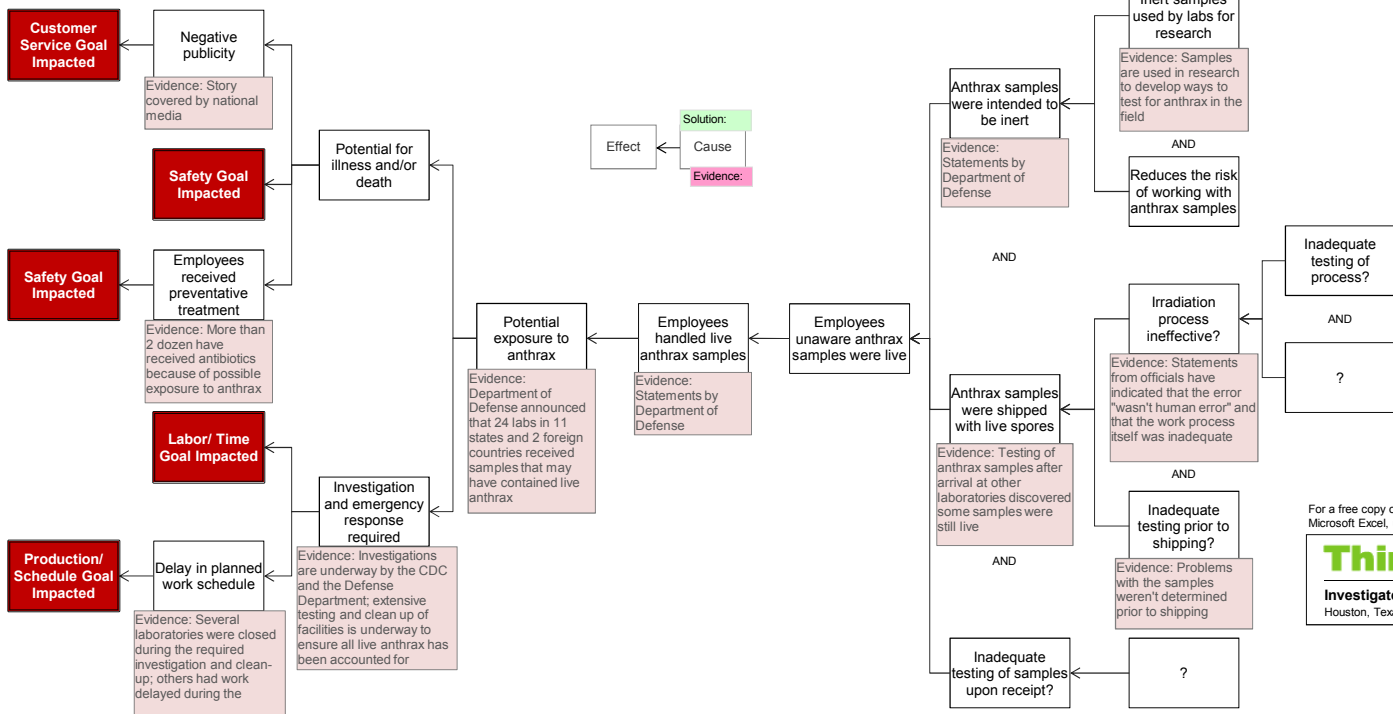 Customer
Service Goal
Impacted
Negative
publicity
Evidence: Story
covered by national
media
Safety Goal
Impacted
Potential for
illness and/or
death
Safety Goal
Impacted
Employees
received
preventative
treatment
Evidence: More than
2 dozen have
received antibiotics
because of possible
exposure to anthrax
Labor/ Time
Goal Impacted
Investigation
and emergency
response
required
Evidence: Investigations
are underway by the CDC
and the Defense
Department; extensive
testing and clean up of
facilities is underway to
ensure all live anthrax has
been accounted for
Production/
Schedule Goal
Impacted
Delay in planned
work schedule
Evidence: Several
laboratories were closed
during the required
investigation and clean-
up; others had work
delayed during the
Solution:
Effect
Cause
Evidence:
Potential
exposure to
anthrax
Evidence:
Department of
Defense announced
that 24 labs in 11
states and 2 foreign
countries received
samples that may
have contained live
anthrax
Employees
handled live
anthrax samples
Evidence:
Statements by
Department of
Defense
Employees
unaware anthrax
samples were live
Anthrax samples
were intended to
be inert
Evidence:
Statements by
Department of
Defense
AND
Anthrax samples
were shipped
with live spores
Evidence: Testing of
anthrax samples after
arrival at other
laboratories discovered
some samples were
still live
AND
Inadequate
testing of samples
upon receipt?
?
Inert samples
used by labs for
research
Evidence: Samples
are used in research
to develop ways to
test for anthrax in the
field
AND
Reduces the risk
of working with
anthrax samples
Irradiation
process
ineffective?
Evidence: Statements
from officials have
indicated that the error
"wasn't human error" and
that the work process
itself was inadequate
AND
Inadequate
testing prior to
shipping?
Evidence: Problems
with the samples
weren't determined
prior to shipping
Inadequate
testing of
process?
AND
?
For a free copy
Microsoft Excel,
Investigate
Houston,